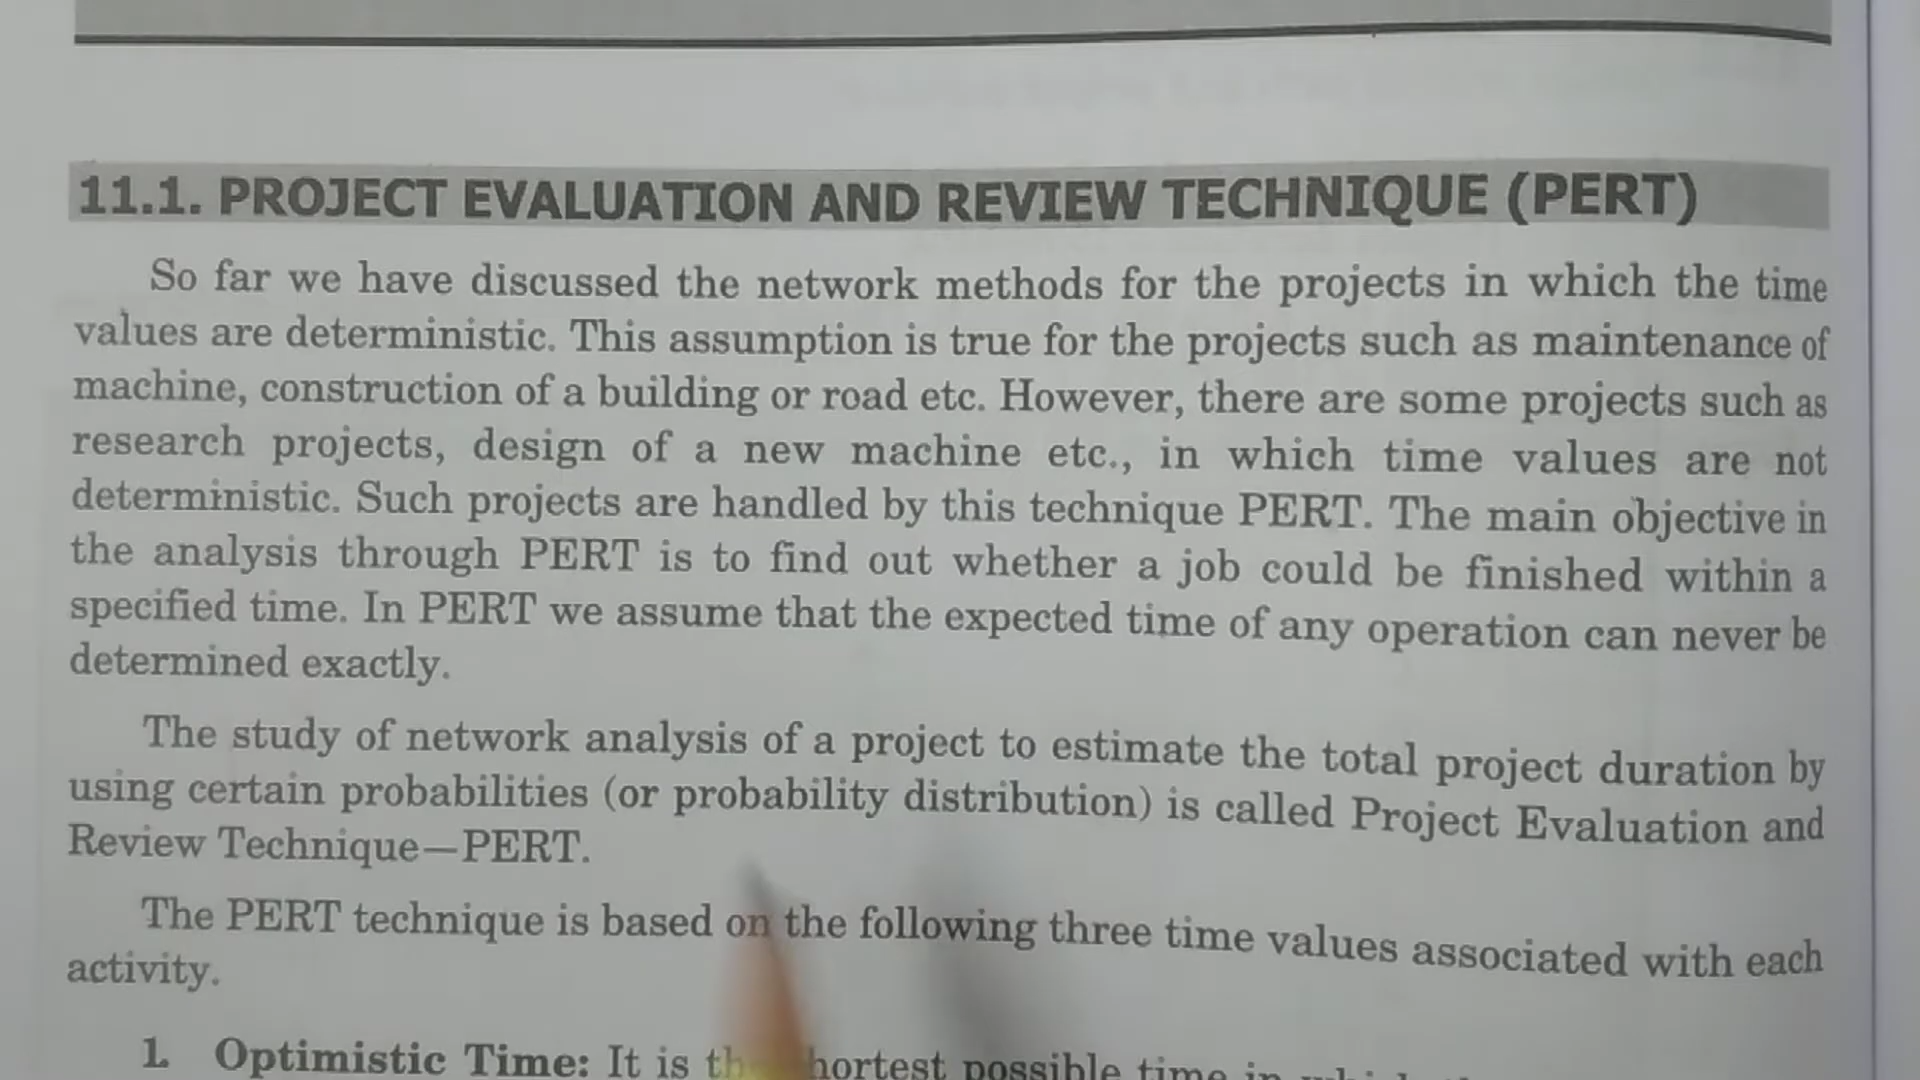 11.1. PROJECT EVALUATION AND REVIEW TECHNIQUE (PERT)
So far we have discussed the network methods for the projects in which the time
values are deterministic. This assumption is true for the projects such as maintenance of
machine, construction of a building or road etc. However, there are some projects such as
research projects, design of a new machine etc., in which time values are not
deterministic. Such projects are handled by this technique PERT. The main objective in
the analysis through PERT is to find out whether a job could be finished within a
specified time. In PERT we assume that the expected time of any operation can never be
determined exactly.
The study of network analysis of a project to estimate the total project duration by
using certain probabilities (or probability distribution) is called Project Evaluation and
Review Technique—PERT.
The PERT technique is based on the following three time values associated with each
activity.
1. Optimistic Time: It is possible time in